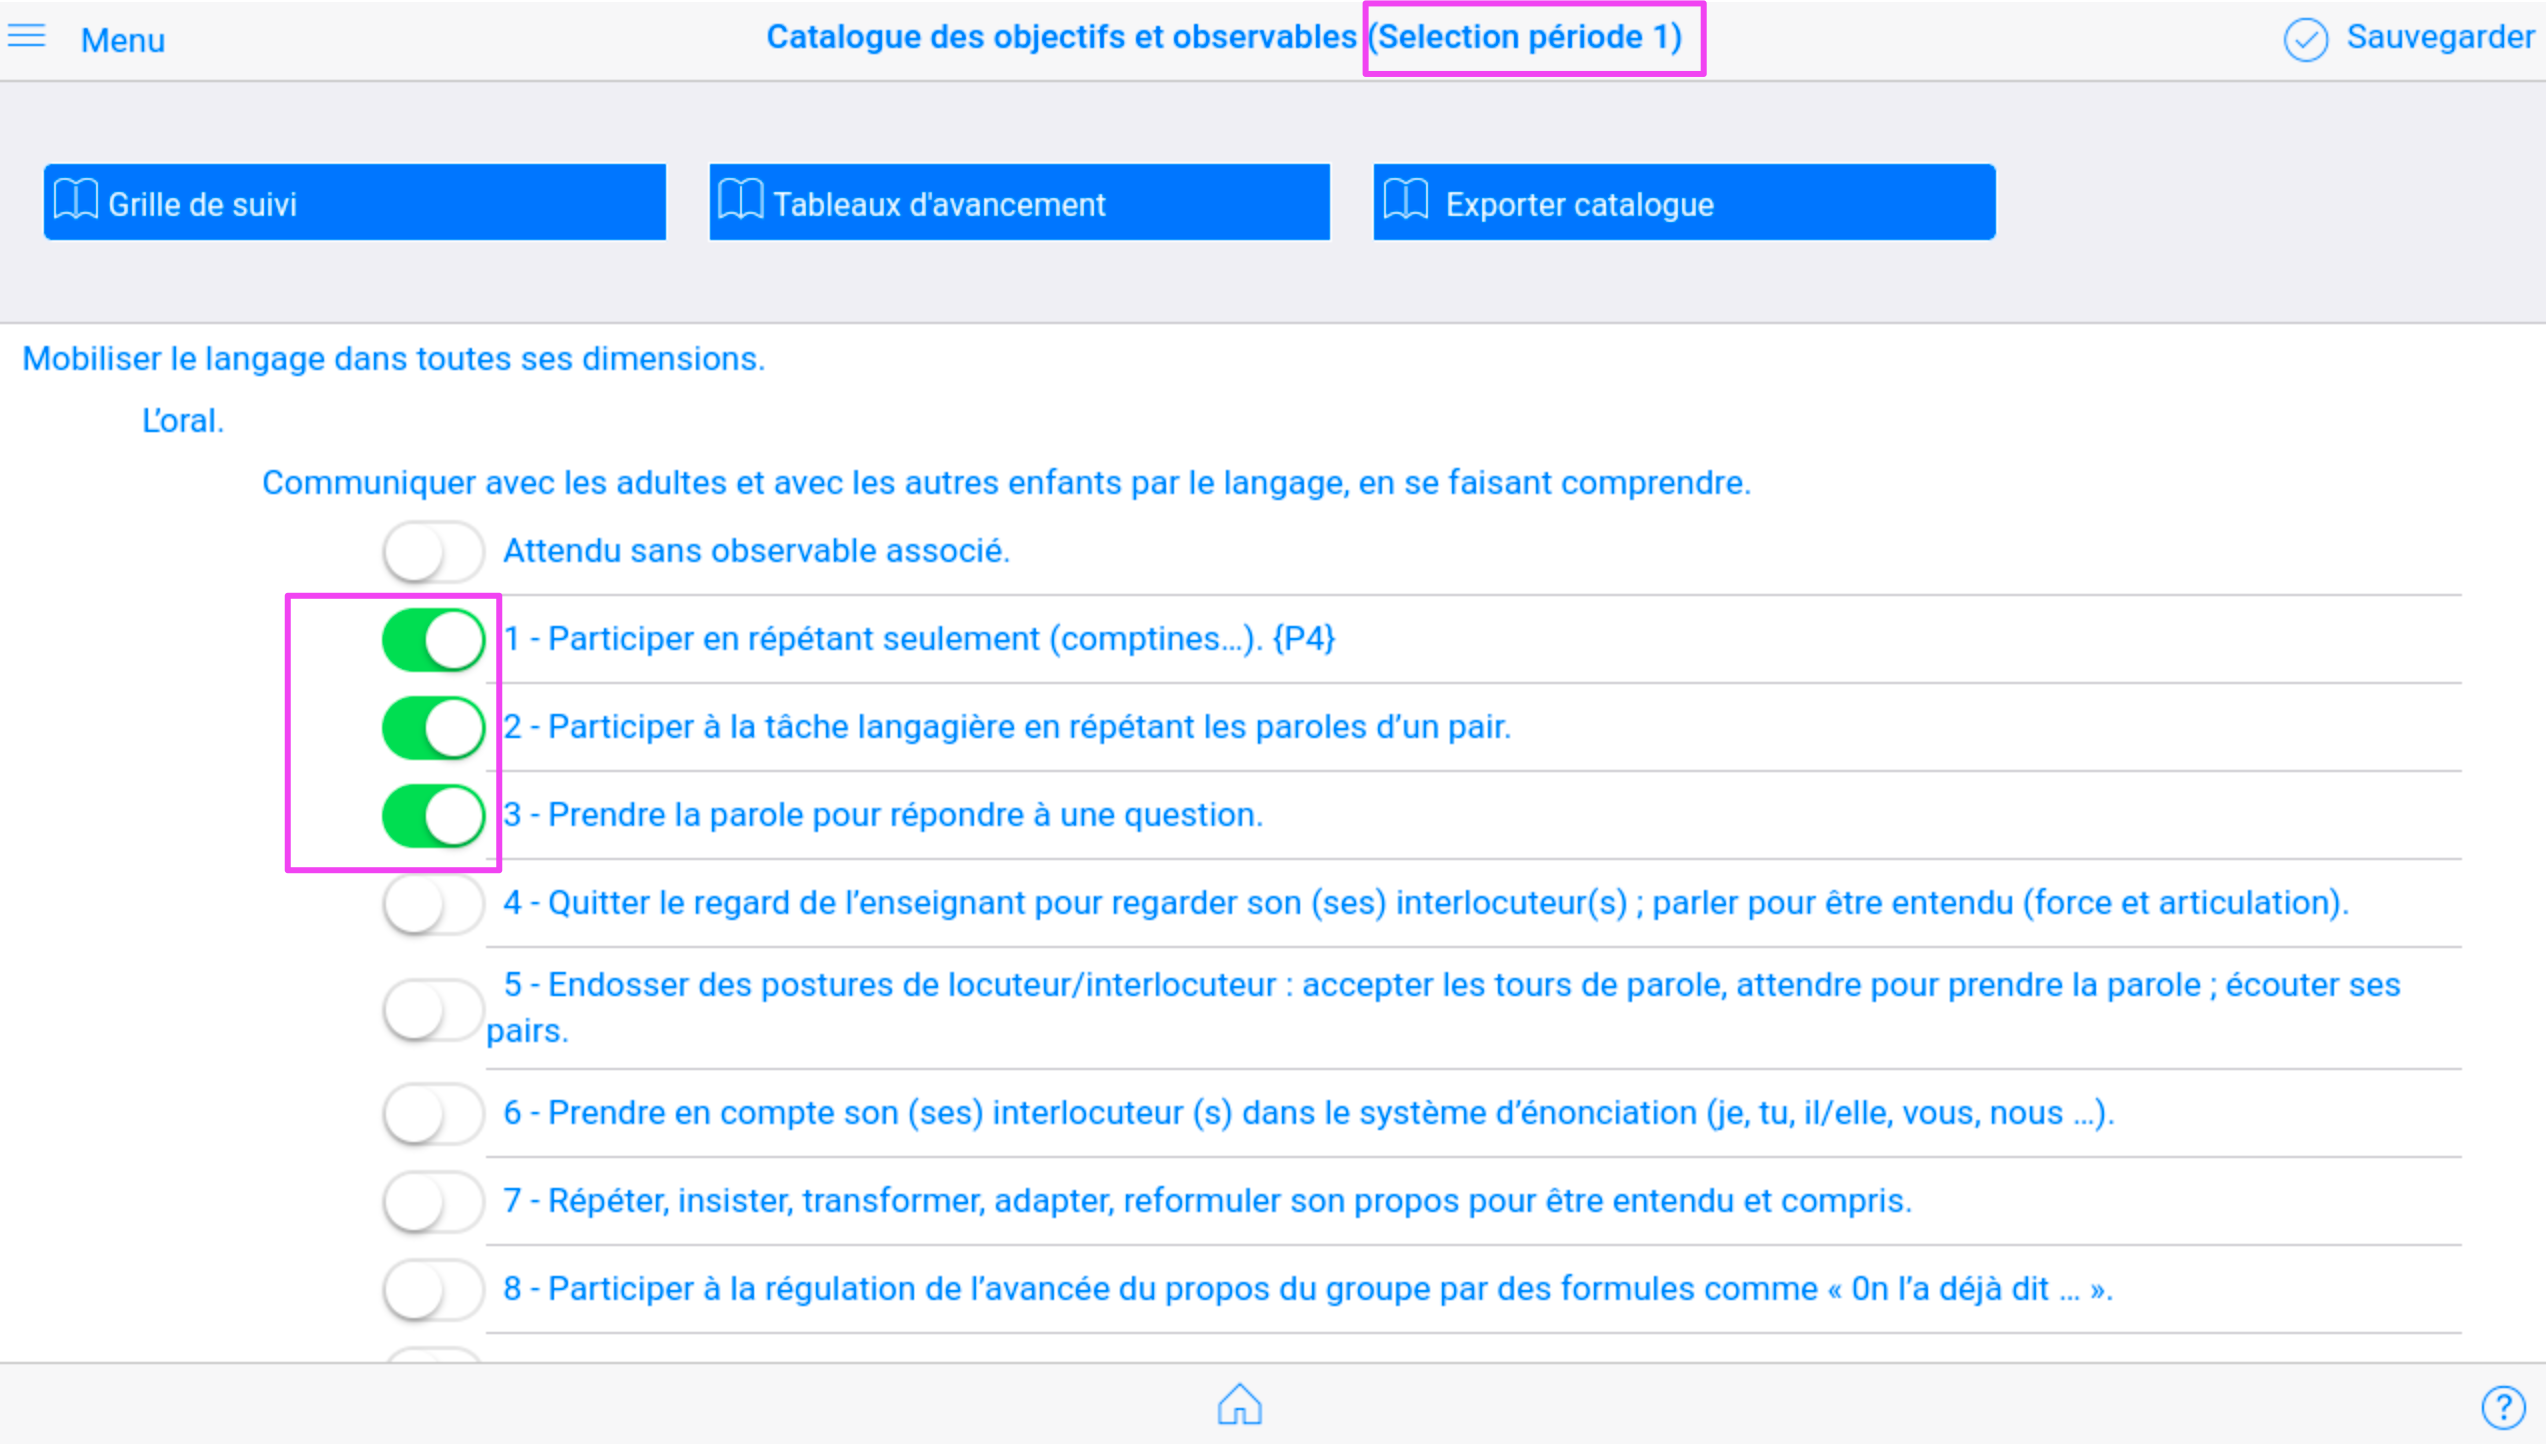 Menu
Catalogue des objectifs et observables (Selection période 1)
Sauvegarder
Grille de suivi
Tableaux d'avancement
Exporter catalogue
Mobiliser le langage dans toutes ses dimensions.
L’oral.
Communiquer avec les adultes et avec les autres enfants par le langage, en se faisant comprendre.
Attendu sans observable associé.
1 - Participer en répétant seulement (comptines…). {P4}
2 - Participer à la tâche langagière en répétant les paroles d’un pair.
3 - Prendre la parole pour répondre à une question.
4 - Quitter le regard de l’enseignant pour regarder son (ses) interlocuteur(s) ; parler pour être entendu (force et articulation).
5 - Endosser des postures de locuteur/interlocuteur : accepter les tours de parole, attendre pour prendre la parole ; écouter ses
pairs.
6 - Prendre en compte son (ses) interlocuteur (s) dans le système d’énonciation (je, tu, il/elle, vous, nous …).
7 - Répéter, insister, transformer, adapter, reformuler son propos pour être entendu et compris.
8 - Participer à la régulation de l’avancée du propos du groupe par des formules comme « 0n l’a déjà dit … ».
?